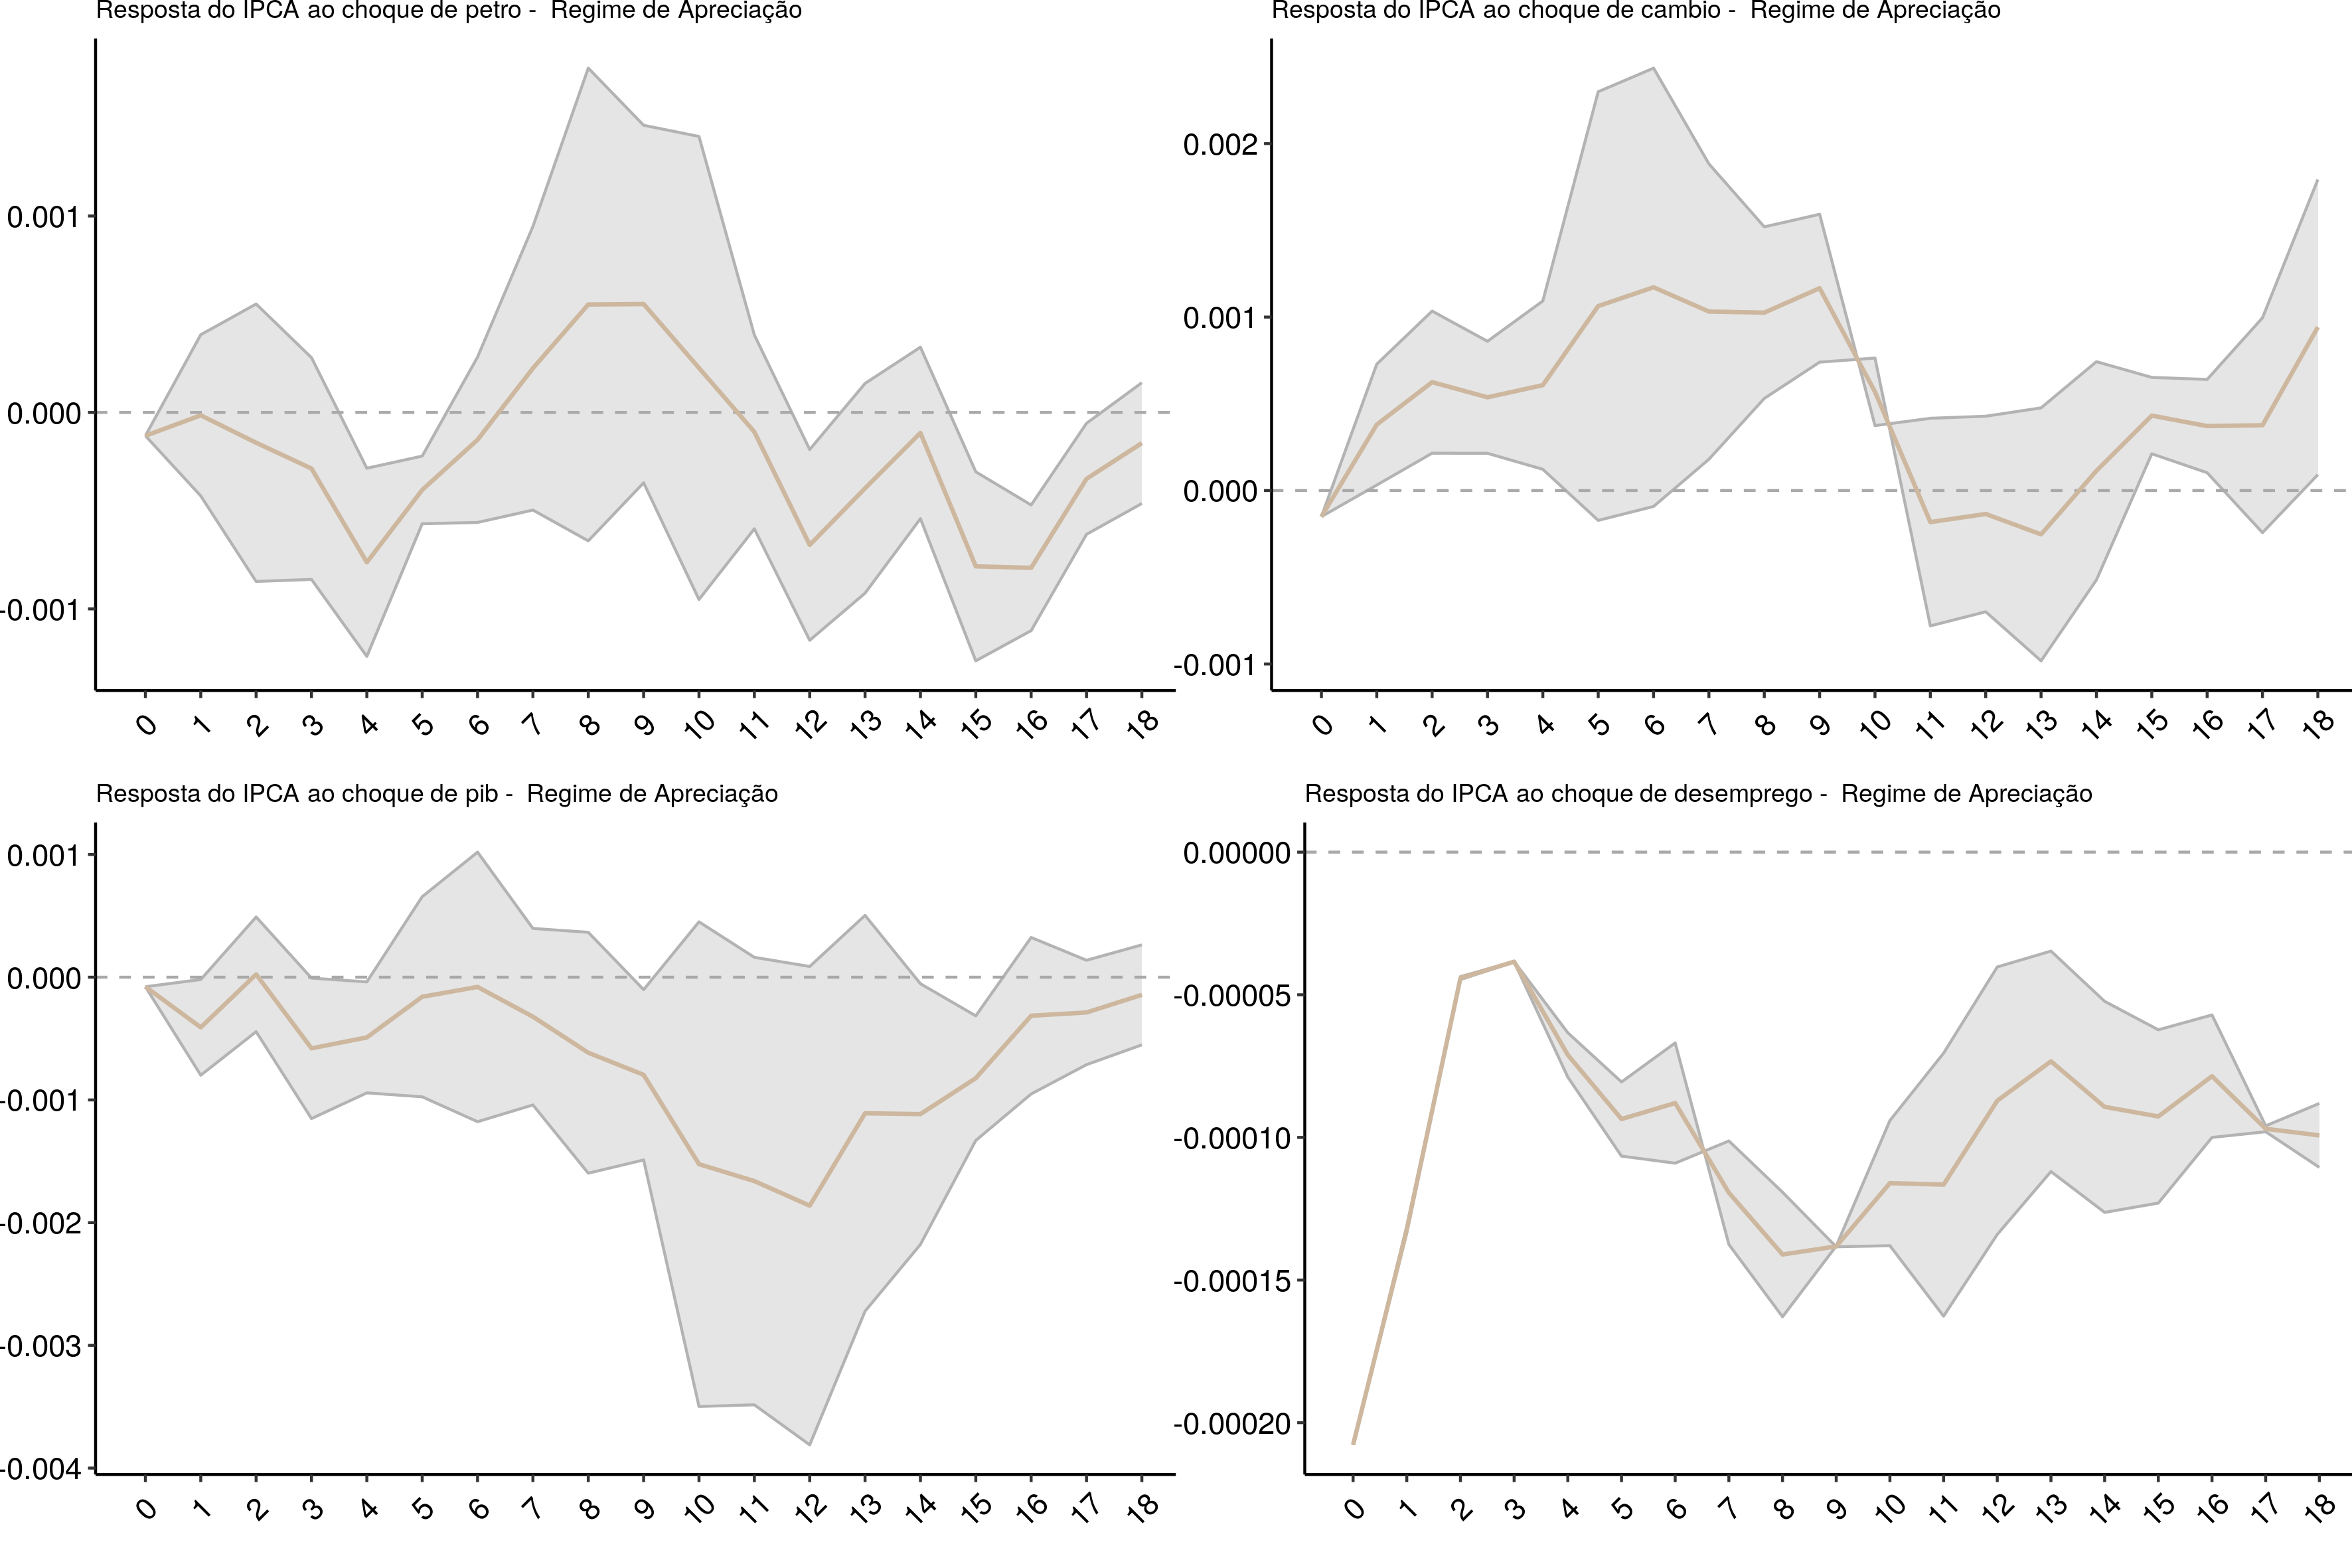 Resposta do IPCA ao choque de petro -  Regime de Apreciação
0.001
0.000
-0.001
0 1 2 3 4 5 6 7 8 9 10 11 12 13 14 15 16 17 18
Resposta do IPCA ao choque de cambio -  Regime de Apreciação
0.002
0.001
0.000
-0.001
0 1 2 3 4 5 6 7 8 9 10 11 12 13 14 15 16 17 18
Resposta do IPCA ao choque de pib -  Regime de Apreciação
0.001
0.000
-0.001
-0.002
-0.003
-0.004
0 1 2 3 4 5 6 7 8 9 10 11 12 13 14 15 16 17 18
Resposta do IPCA ao choque de desemprego -  Regime de Apreciação
0.00000
-0.00005
-0.00010
-0.00015
-0.00020
0 1 2 3 4 5 6 7 8 9 10 11 12 13 14 15 16 17 18